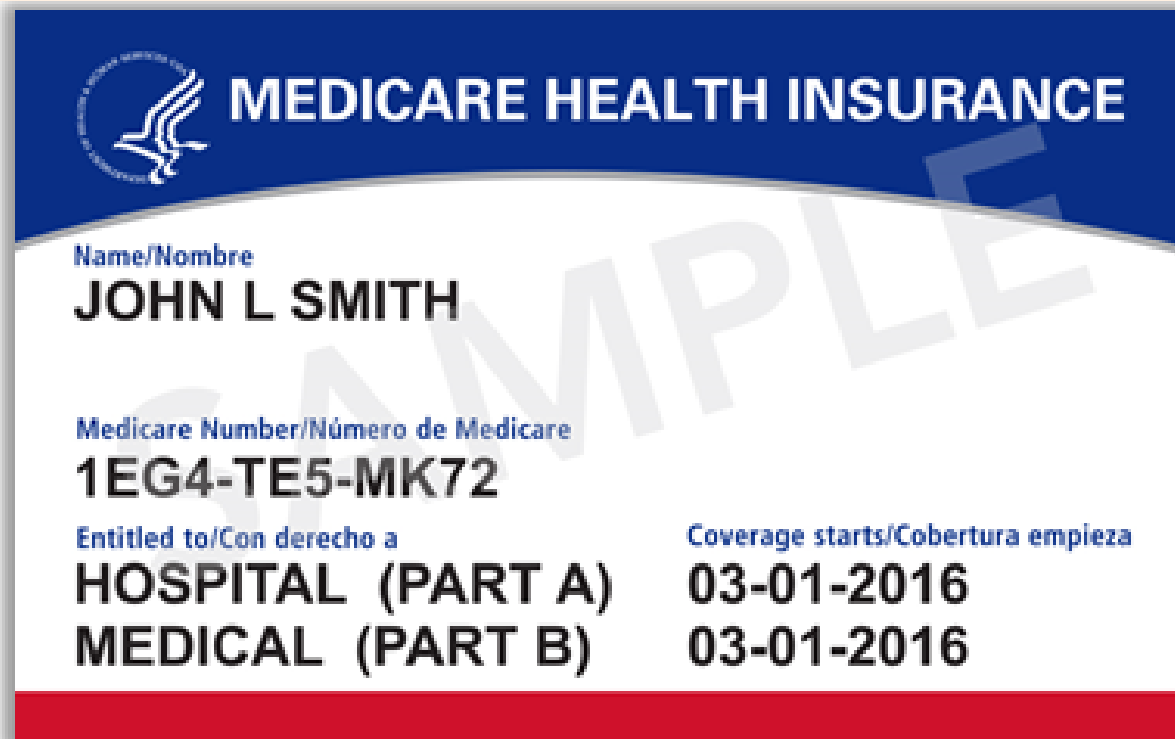 MEDICARE HEALTH INSURANCE
Name/Nombre
JOHN L SMITH
Medicare Number/Número de Medicare
1EG4-TE5-MK72
Entitled to/Con derecho a
Coverage starts/Cobertura empieza
HOSPITAL (PART A) 03-01-2016
MEDICAL (PART B) 03-01-2016
SAMPLE